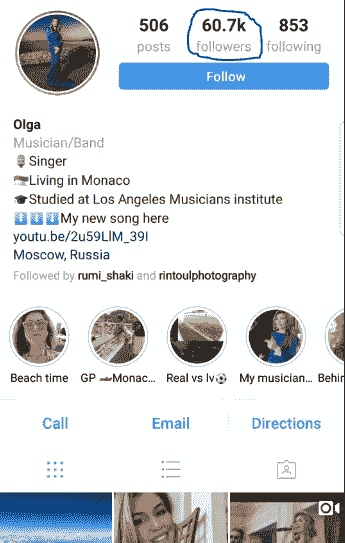 506 60.7k 853
posts followers following
Follow
Olga
Musician/Band
Singer
Living in Monaco
Studied at Los Angeles Musicians institute
My new song here
youtu.be/2u59LlM_39I
Moscow, Russia
Followed by rumi_shaki and rintoulphotography
Beach time GP Monac... Real vs lv My musician... Behin
Call Email Directions